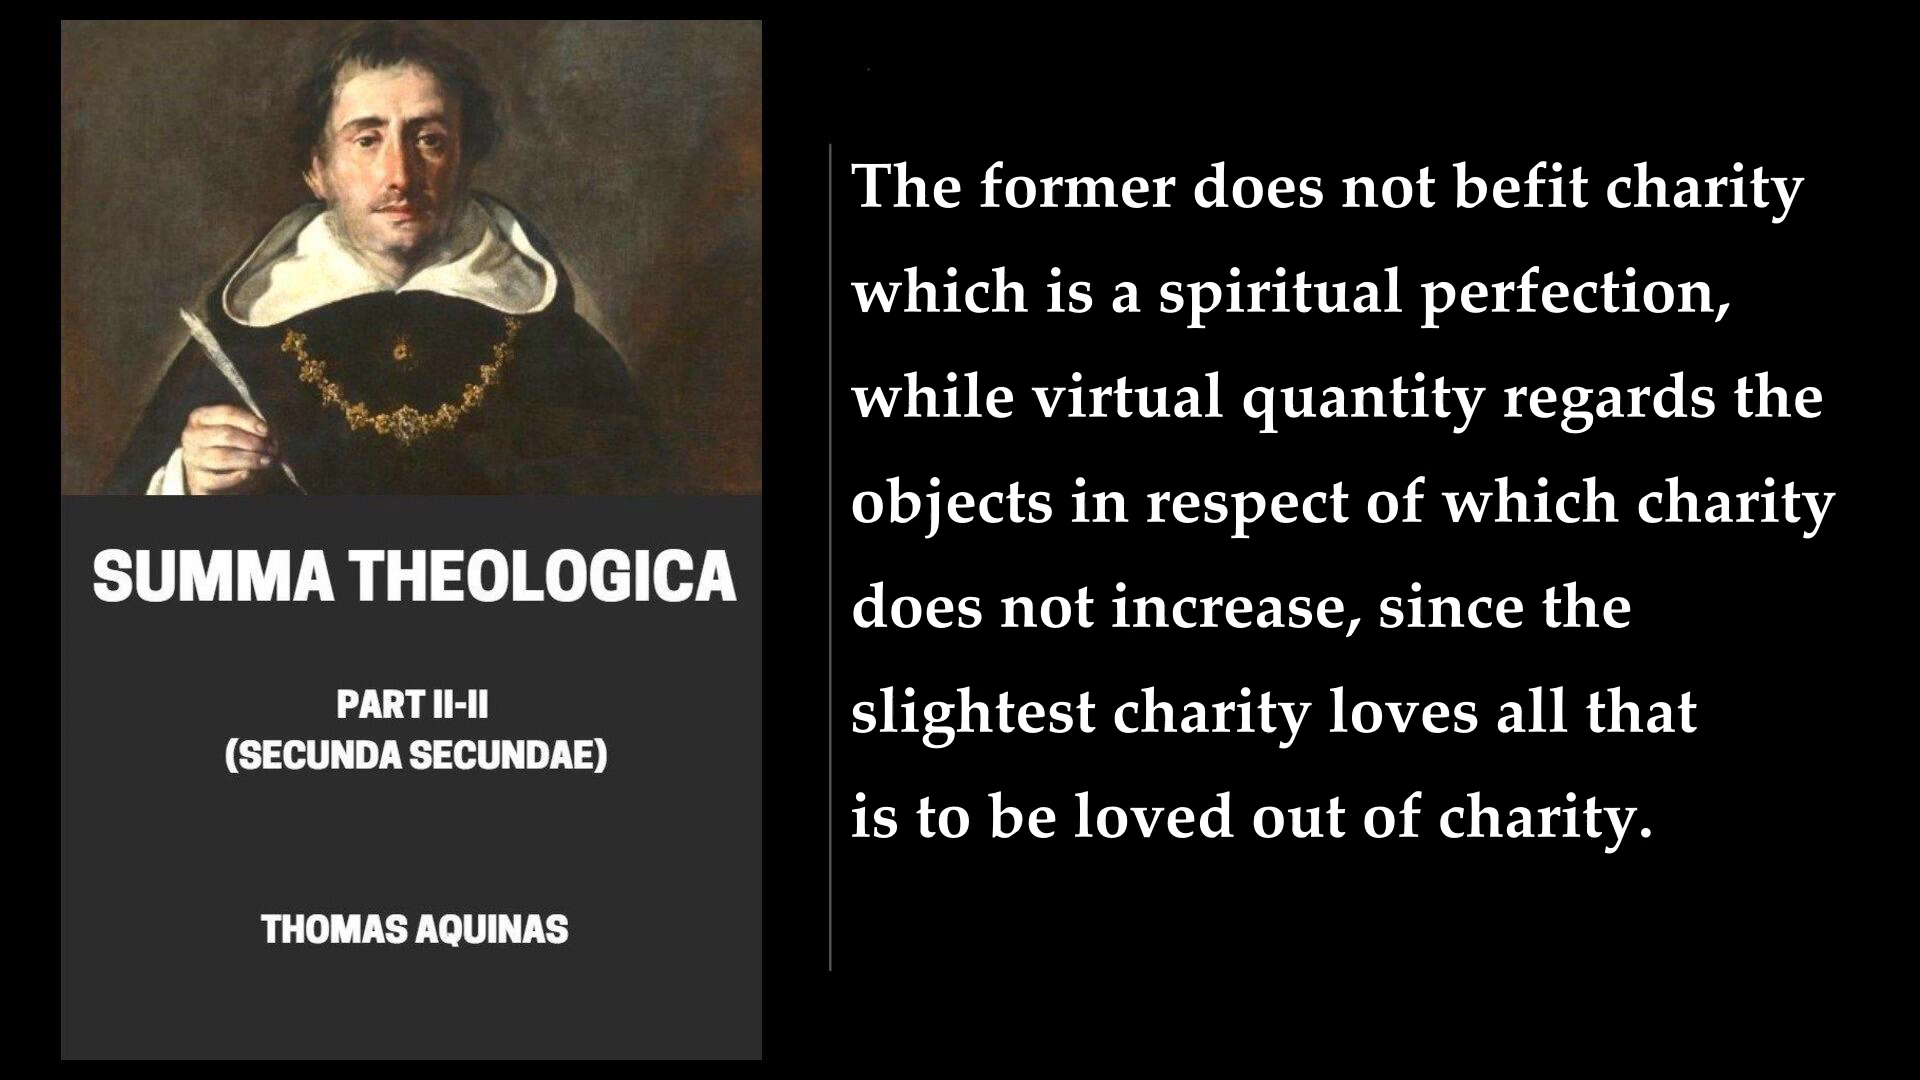 SUMMA THEOLOGICA
PART II-II
(SECUNDA SECUNDAE)
THOMAS AQUINAS
The former does not befit charity
which is a spiritual perfection,
while virtual quantity regards the
objects in respect of which charity
does not increase, since the
slightest charity loves all that
is to be loved out of charity.